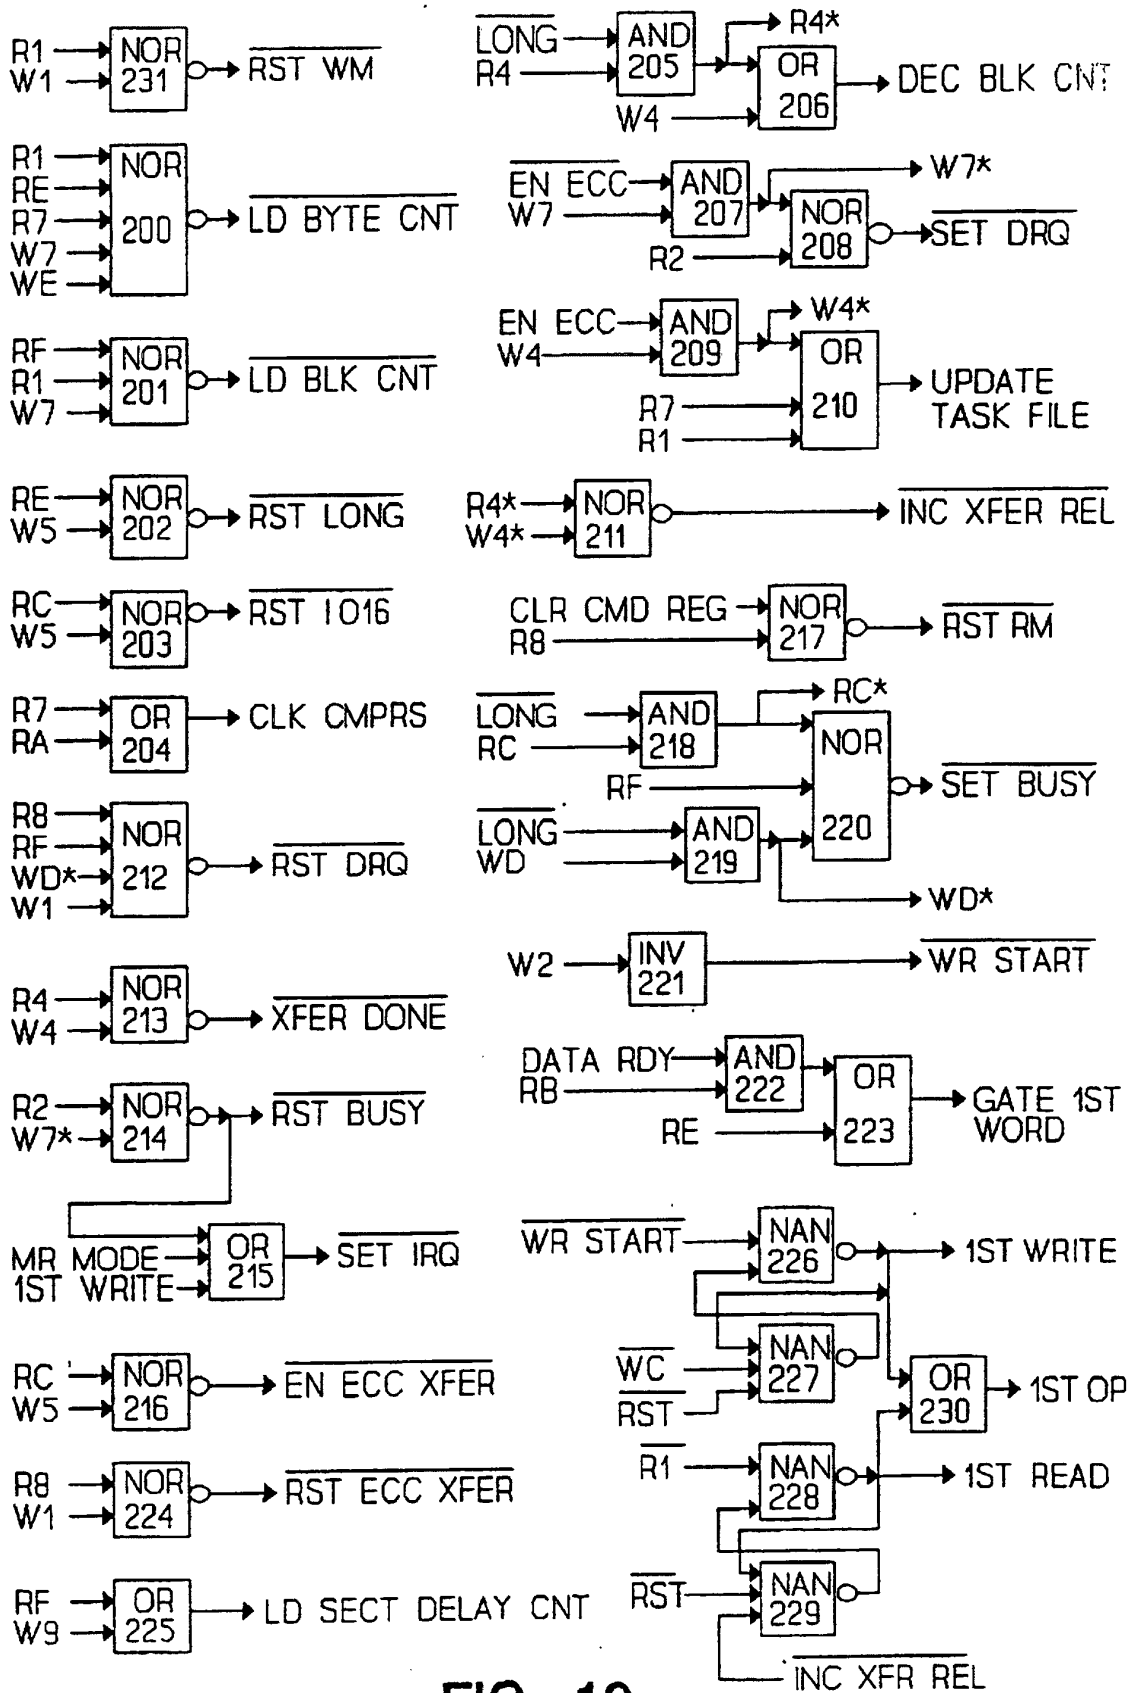 R1
W1
NOR
231
RST WM
R1
RE
R7
W7
WE
NOR
200
LD BYTE CNT
RF
R1
W7
NOR
201
LD BLK CNT
RE
W5
NOR
202
RST LONG
RC
W5
NOR
203
RST IO16
R7
RA
OR
204
CLK CMPRS
R8
RF
WD*
W1
NOR
212
RST DRQ
R4
W4
NOR
213
XFER DONE
R2
W7*
NOR
214
RST BUSY
MR MODE
1ST WRITE
OR
215
SET IRQ
RC
W5
NOR
216
EN ECC XFER
R8
W1
NOR
224
RST ECC XFER
RF
W9
OR
225
LD SECT DELAY CNT
LONG
R4
AND
205
R4*
W4
OR
206
DEC BLK CNT
EN ECC
W7
AND
207
W7*
R2
NOR
208
SET DRQ
EN ECC
W4
AND
209
W4*
R7
R1
OR
210
UPDATE
TASK FILE
R4*
W4*
NOR
211
INC XFER REL
CLR CMD REG
R8
NOR
217
RST RM
LONG
RC
AND
218
RC*
RF
NOR
220
SET BUSY
LONG
WD
AND
219
WD*
W2
INV
221
WR START
DATA RDY
RB
AND
222
RE
OR
223
GATE 1ST
WORD
WR START
NAN
226
1ST WRITE
WC
RST
NAN
227
OR
230
1ST OP
R1
NAN
228
1ST READ
RST
NAN
229
INC XFR REL